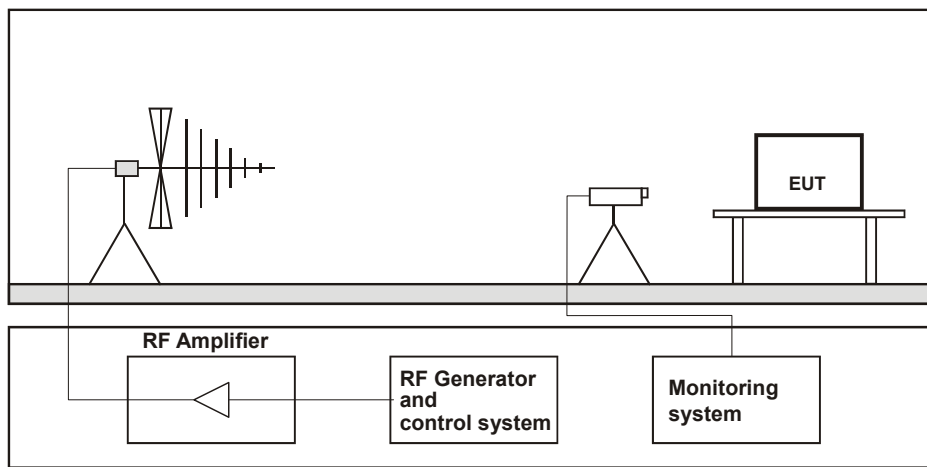 EUT
RF Amplifier
RF Generator
and
control system
Monitoring
system